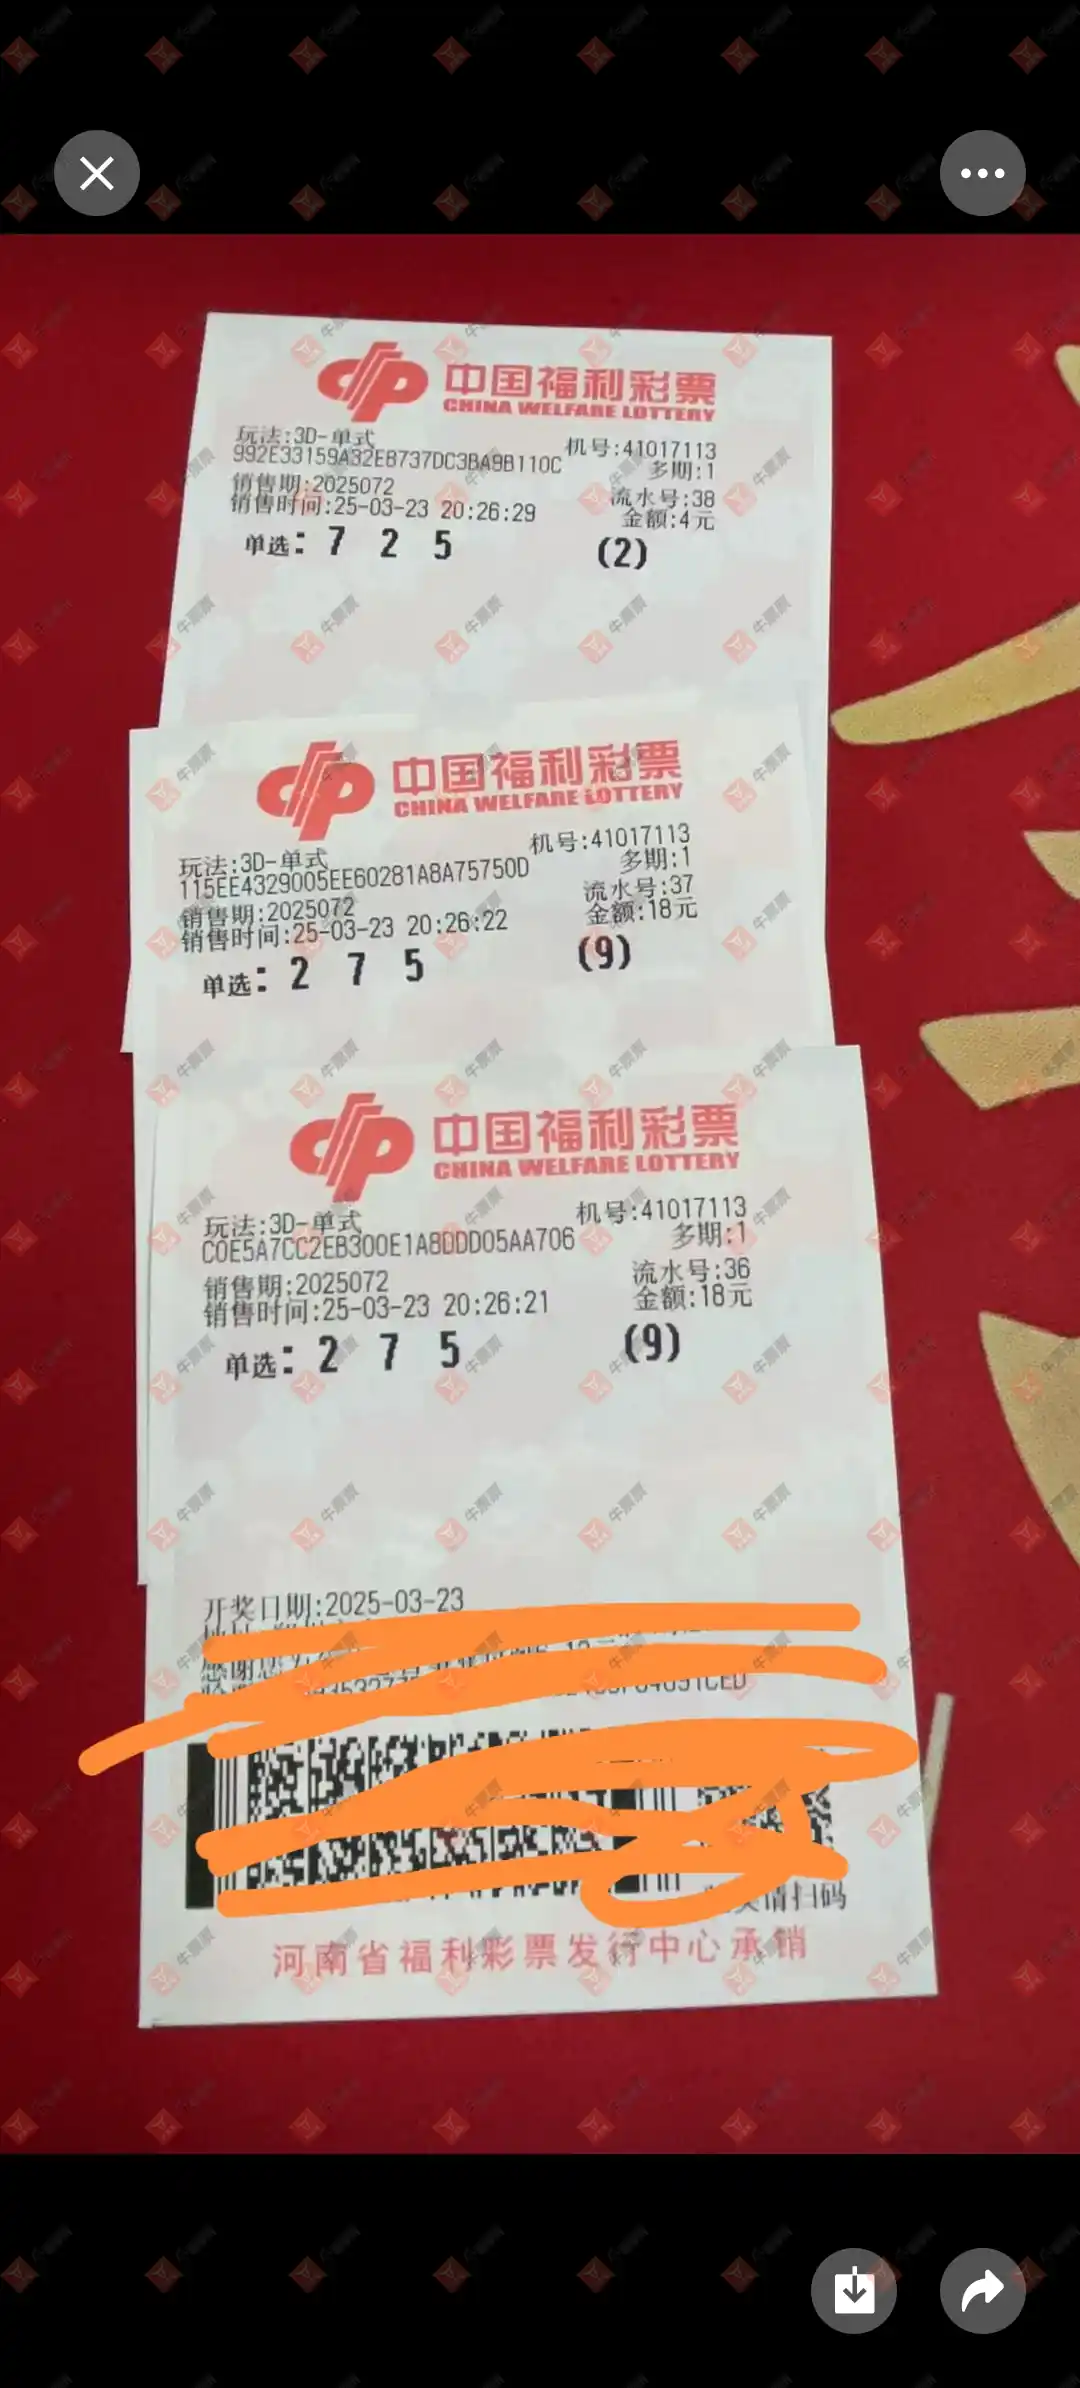 中国福利彩票
CHINA WELFARE LOTTERY
玩法:3D-单式 机号:41017113
992E33159A32E8737DC3BA9B110C 多期:1
销售期:2025072 流水号:38
销售时间:25-03-23 20:26:29 金额:4元
单选: 7 2 5 (2)
中国福利彩票
CHINA WELFARE LOTTERY
玩法:3D-单式 机号:41017113
115EE4329005EE60281A8A75750D 多期:1
销售期:2025072 流水号:37
销售时间:25-03-23 20:26:22 金额:18元
单选: 2 7 5 (9)
中国福利彩票
CHINA WELFARE LOTTERY
玩法:3D-单式 机号:41017113
C0E5A7CC2EB300E1A8DDD05AA706 多期:1
销售期:2025072 流水号:36
销售时间:25-03-23 20:26:21 金额:18元
单选: 2 7 5 (9)
开奖日期:2025-03-23
感谢您
请扫码
河南省福利彩票发行中心承销
牛票票